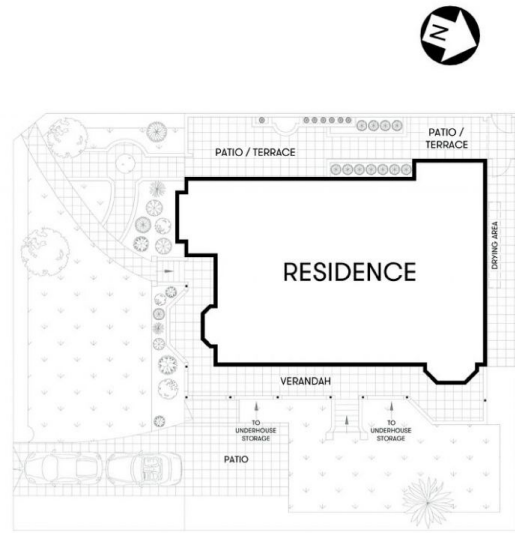 N
PATIO /
TERRACE
PATIO / TERRACE
DRYING AREA
RESIDENCE
VERANDAH
TO
UNDERHOUSE
STORAGE
TO
UNDERHOUSE
STORAGE
PATIO